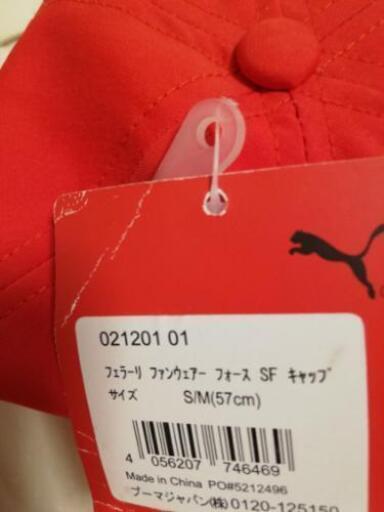 021201 01
ﾌｪﾗｰﾘ ﾌｧﾝｳｪｱｰ ﾌｫｰｽ SF ｷｬｯﾌﾟ
ｻｲｽﾞ S/M(57cm)
4 056207 746469
Made in China PO#5212496
ﾌﾟｰﾏｼﾞｬﾊﾟﾝ(株)0120-125150